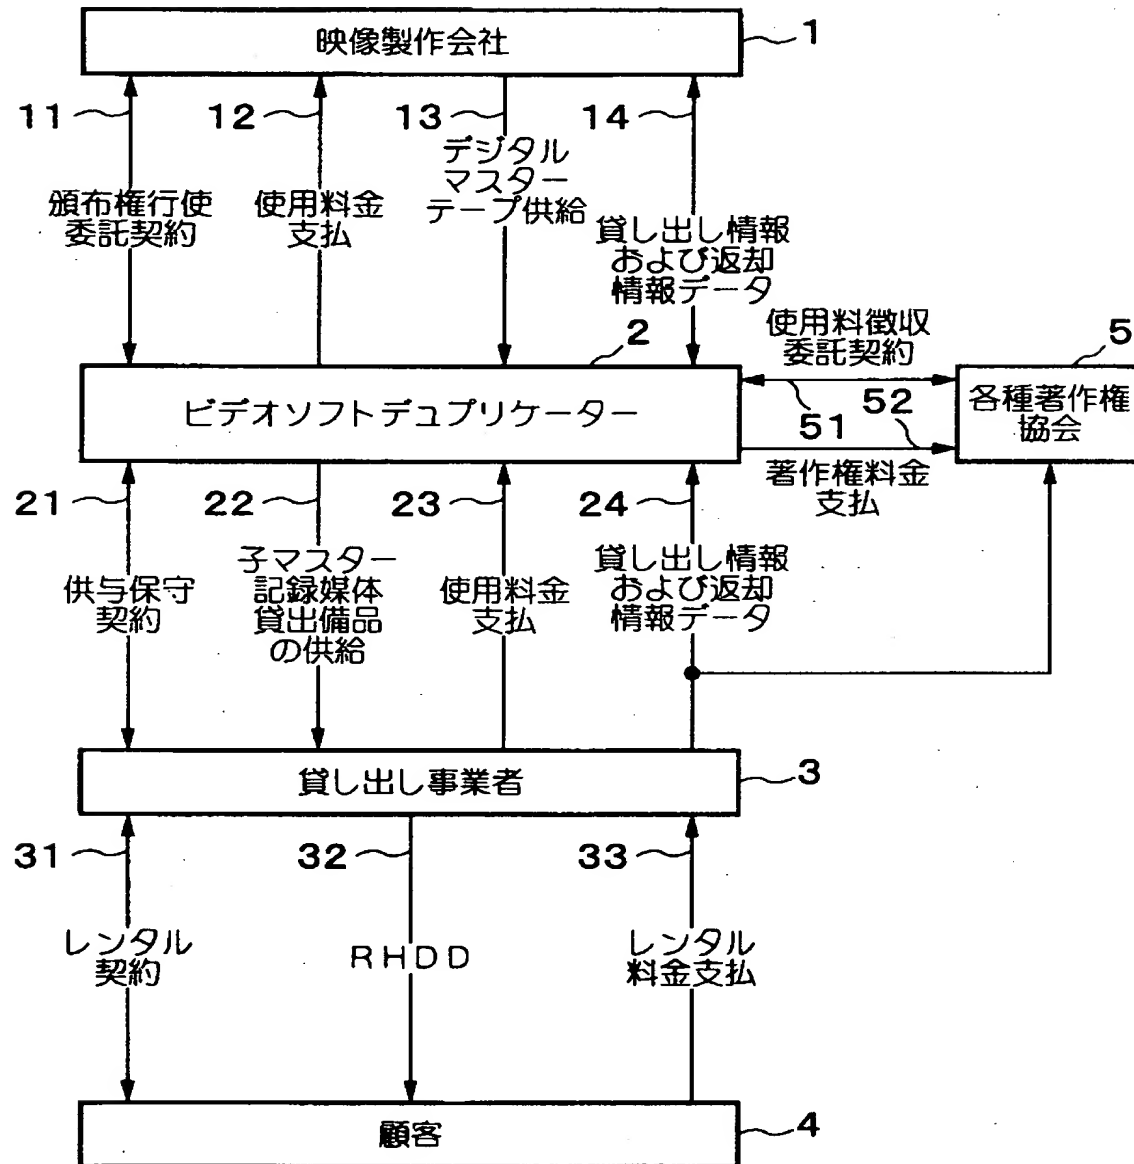 映像製作会社
1
11
12
13
14
頒布権行使
委託契約
使用料金
支払
デジタル
マスター
テープ供給
貸し出し情報
および返却
情報データ
2
使用料徴収
委託契約
5
ビデオソフトデュプリケーター
51
52
各種著作権
協会
著作権料金
支払
21
22
23
24
供与保守
契約
子マスター
記録媒体
貸出備品
の供給
使用料金
支払
貸し出し情報
および返却
情報データ
貸し出し事業者
3
31
32
33
レンタル
契約
RHDD
レンタル
料金支払
顧客
4